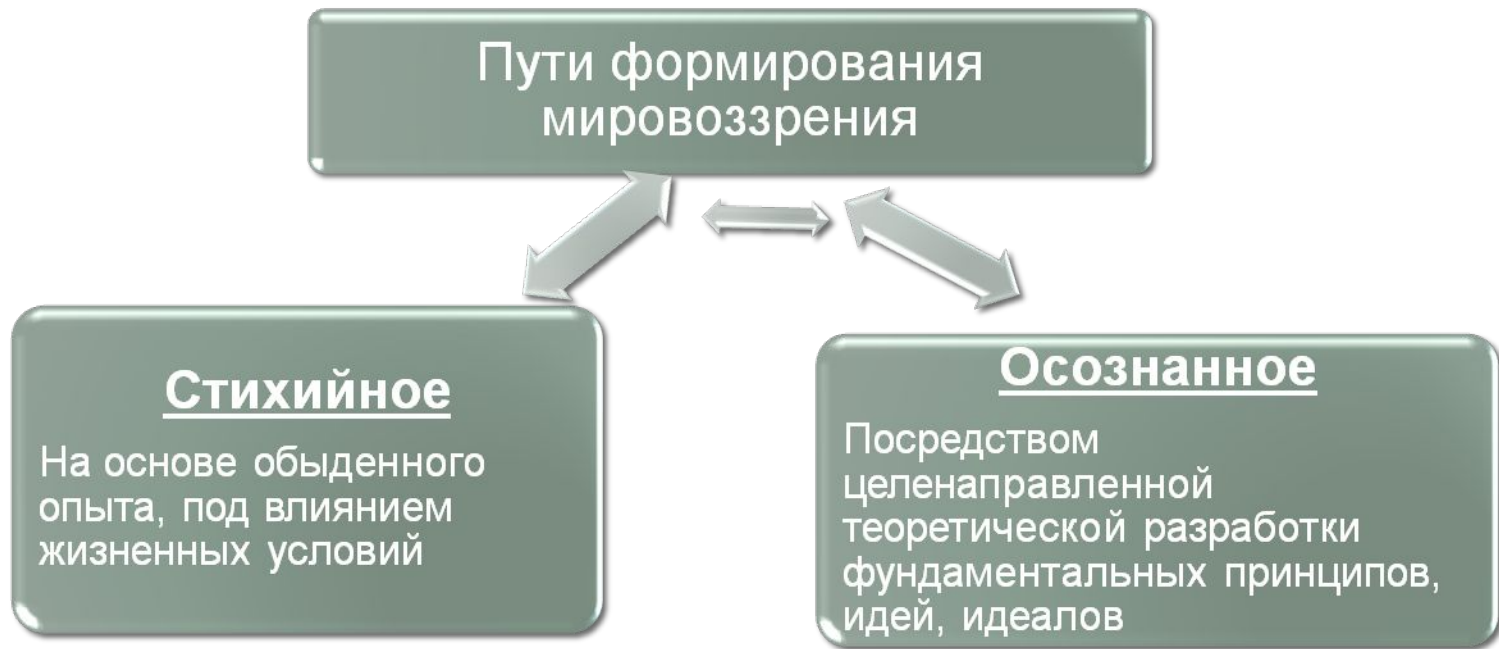 Пути формирования
мировоззрения
Стихийное
На основе обыденного
опыта, под влиянием
жизненных условий
Осознанное
Посредством
целенаправленной
теоретической разработки
фундаментальных принципов,
идей, идеалов